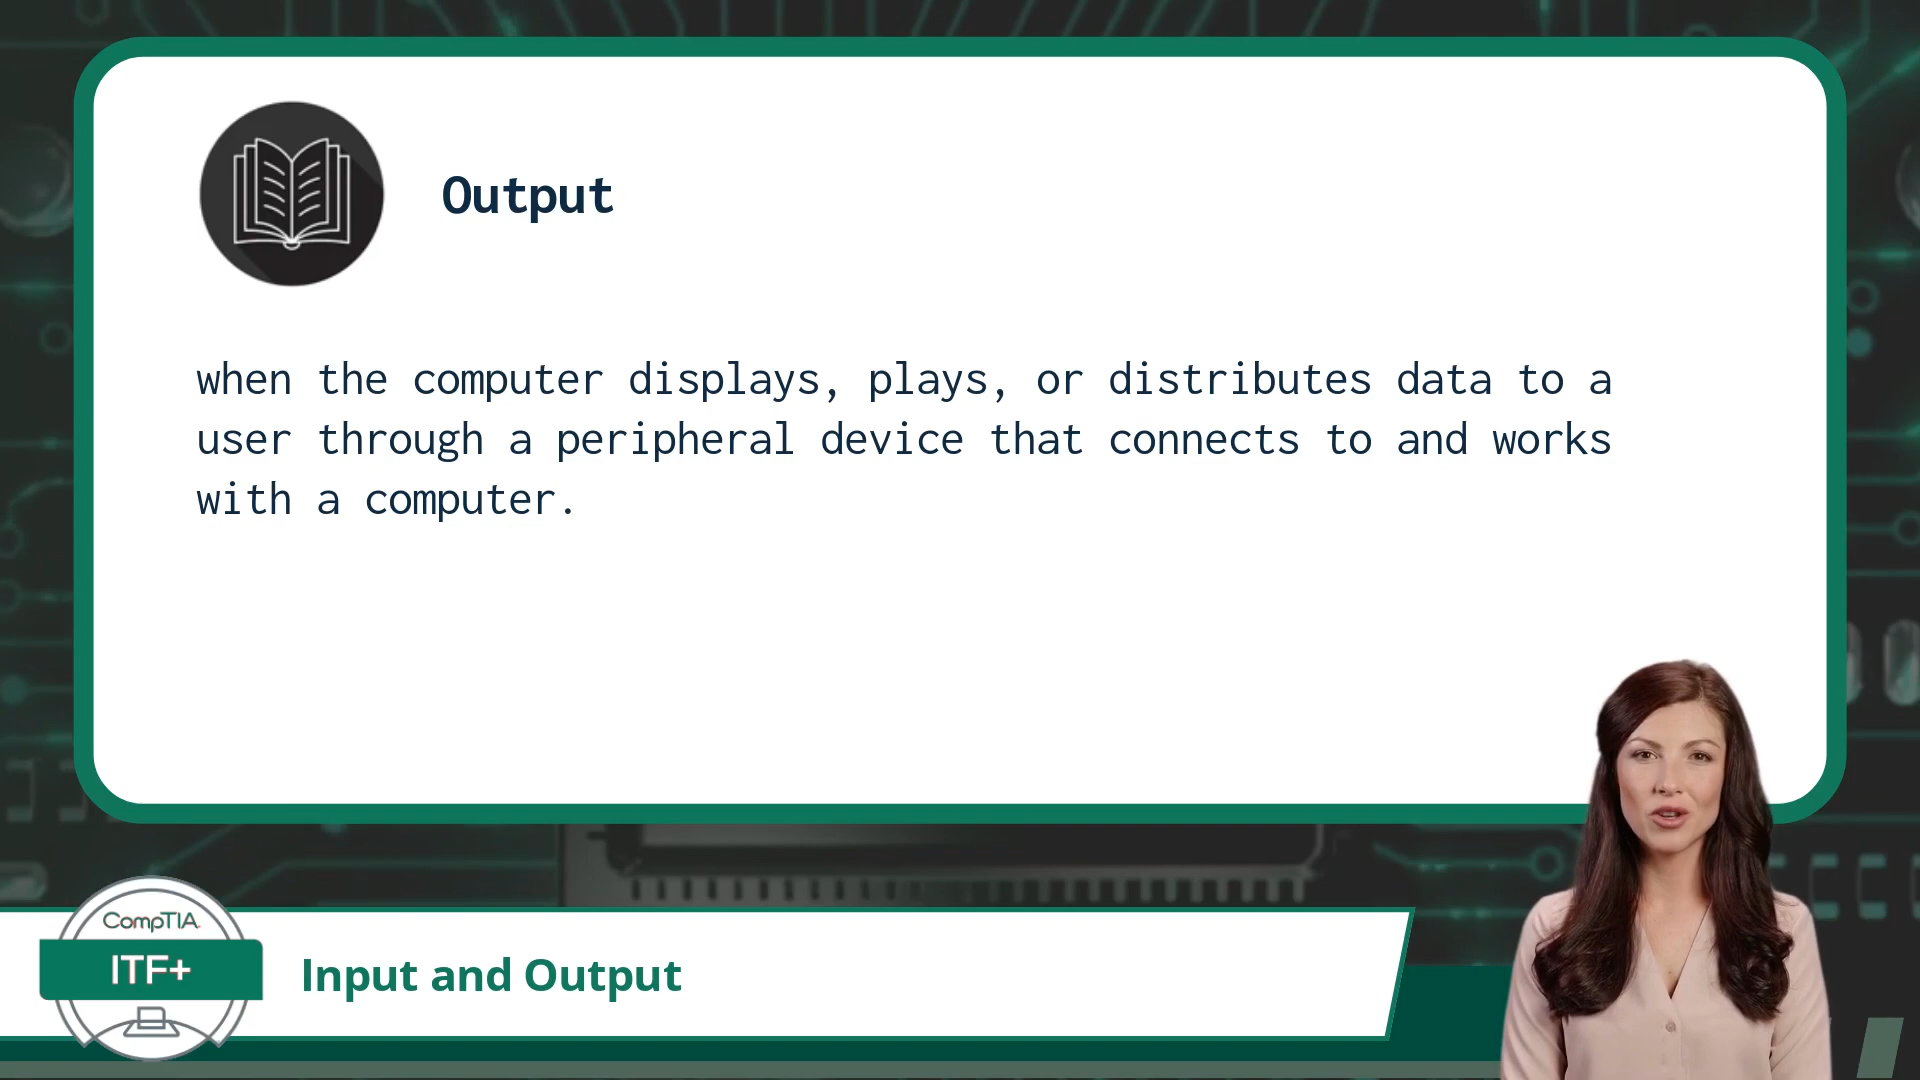 Output
when the computer displays, plays, or distributes data to a
user through a peripheral device that connects to and works
with a computer.
CompTIA
ITF+
Input and Output